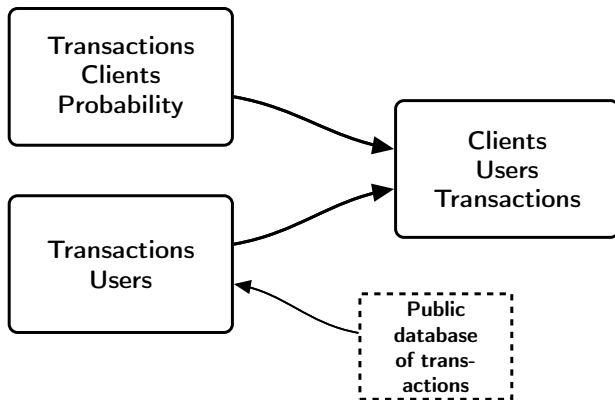 Transactions
Clients
Probability
Clients
Users
Transactions
Transactions
Users
Public
database
of trans-
actions